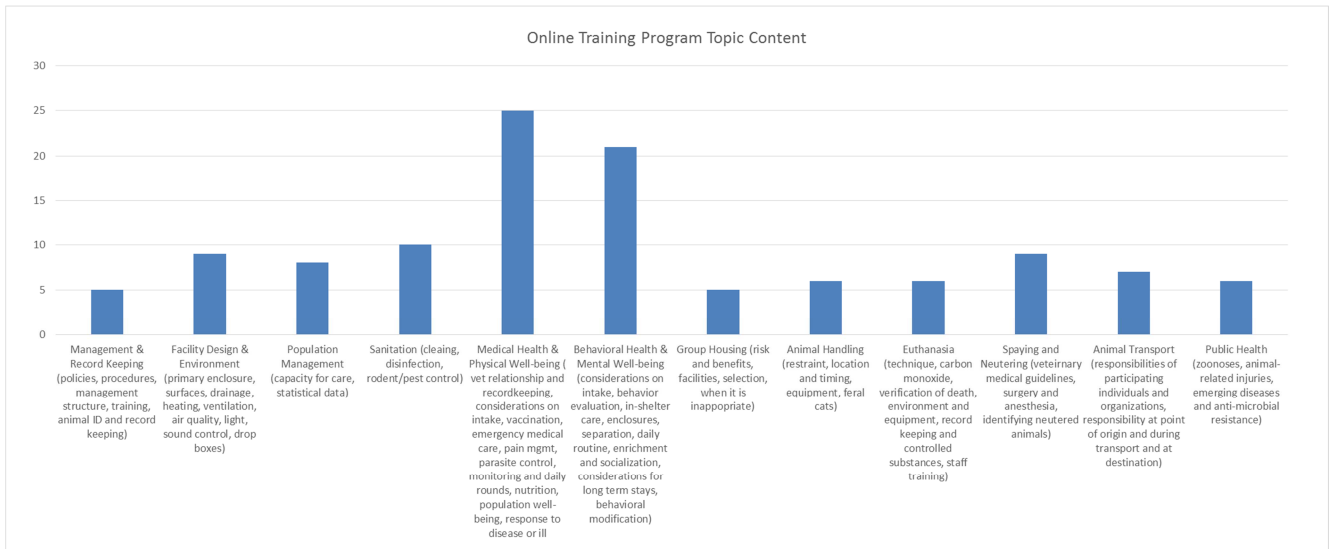 Online Training Program Topic Content
30
25
20
15
10
5
0
Management &
Record Keeping
(policies, procedures,
management
structure, training,
animal ID and record
keeping)
Facility Design &
Environment
(primary enclosure,
surfaces, drainage,
heating, ventilation,
air quality, light,
sound control, drop
boxes)
Population
Management
(capacity for care,
statistical data)
Sanitation (cleaing,
disinfection,
rodent/pest control)
Medical Health &
Physical Well-being (
vet relationship and
recordkeeping,
considerations on
intake, vaccination,
emergency medical
care, pain mgmt,
parasite control,
monitoring and daily
rounds, nutrition,
population well-
being, response to
disease or ill
Behavioral Health &
Mental Well-being
(considerations on
intake, behavior
evaluation, in-shelter
care, enclosures,
separation, daily
routine, enrichment
and socialization,
considerations for
long term stays,
behavioral
modification)
Group Housing (risk
and benefits,
facilities, selection,
when it is
inappopriate)
Animal Handling
(restraint, location
and timing,
equipment, feral
cats)
Euthanasia
(technique, carbon
monoxide,
verification of death,
environment and
equipment, record
keeping and
controlled
substances, staff
training)
Spaying and
Neutering (veteirnary
medical guidelines,
surgery and
anesthesia,
identifying neutered
animals)
Animal Transport
(responsibilities of
participating
individuals and
organizations,
responsibility at point
of origin and during
transport and at
destination)
Public Health
(zoonoses, animal-
related injuries,
emerging diseases
and anti-microbial
resistance)